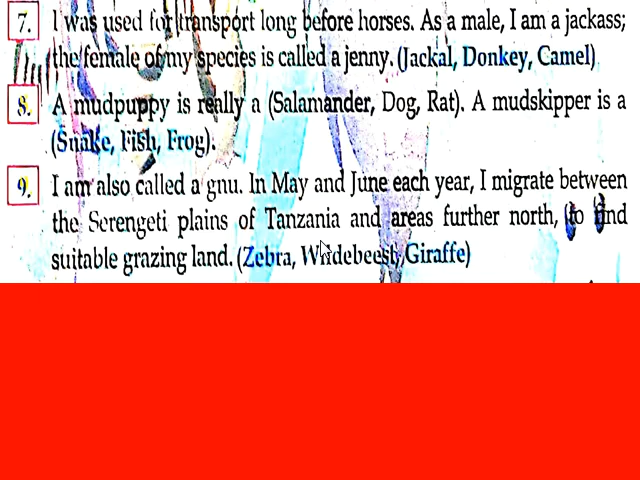 7. I was used for transport long before horses. As a male, I am a jackass;
the female of my species is called a jenny. (Jackal, Donkey, Camel)
8. A mudpuppy is really a (Salamander, Dog, Rat). A mudskipper is a
(Snake, Fish, Frog).
9. I am also called a gnu. In May and June each year, I migrate between
the Serengeti plains of Tanzania and areas further north, to find
suitable grazing land. (Zebra, Wildebeest, Giraffe)